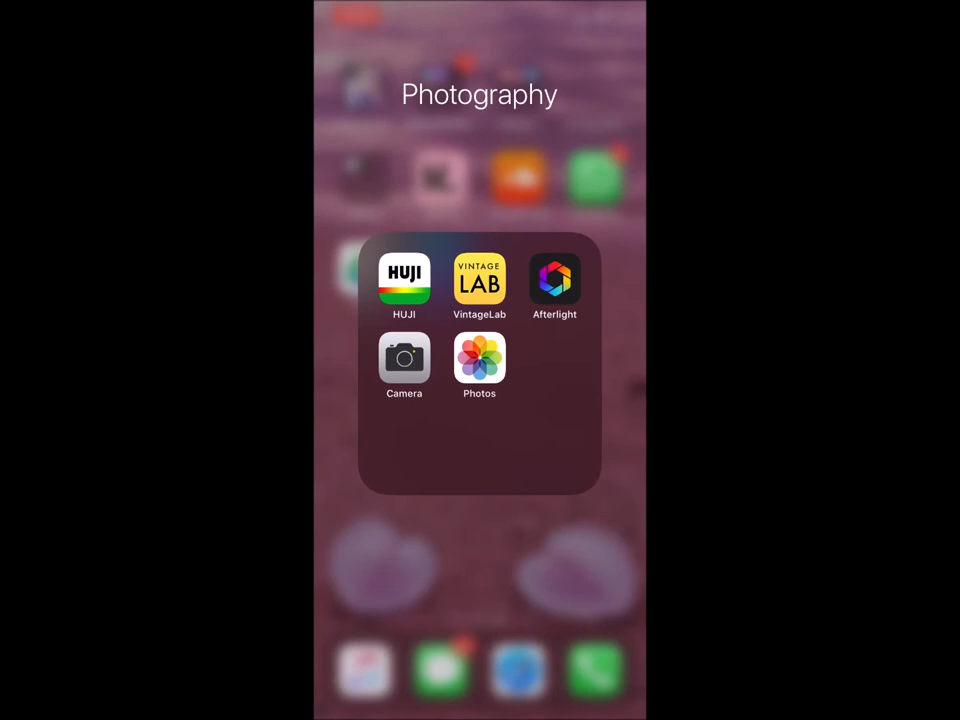 Photography
HUJI
VINTAGE
LAB
HUJI
VintageLab
Afterlight
Camera
Photos